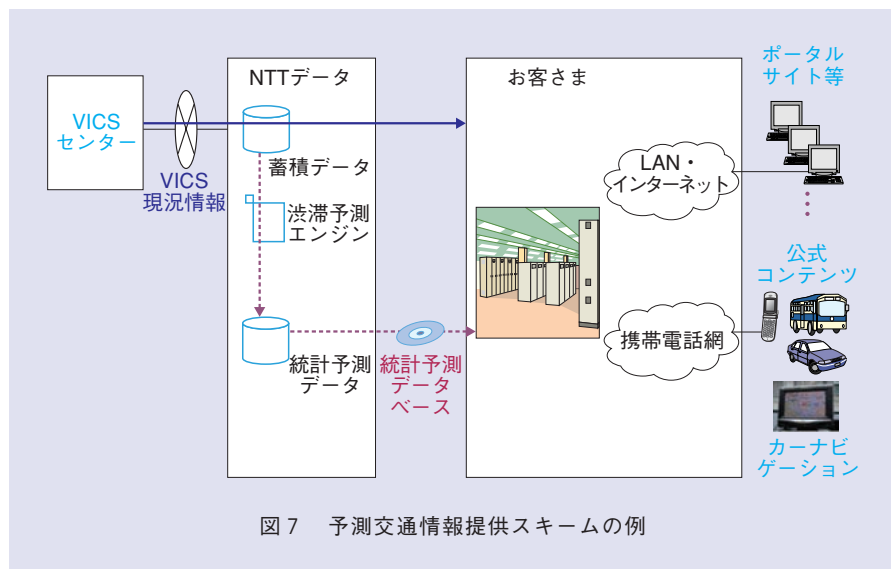 NTTデータ
お客さま
ポータル
サイト等
VICS
センター
蓄積データ
VICS
現況情報
渋滞予測
エンジン
LAN・
インターネット
公式
コンテンツ
携帯電話網
統計予測
データ
統計予測
データ
ベース
カーナビ
ゲーション
図7 予測交通情報提供スキームの例